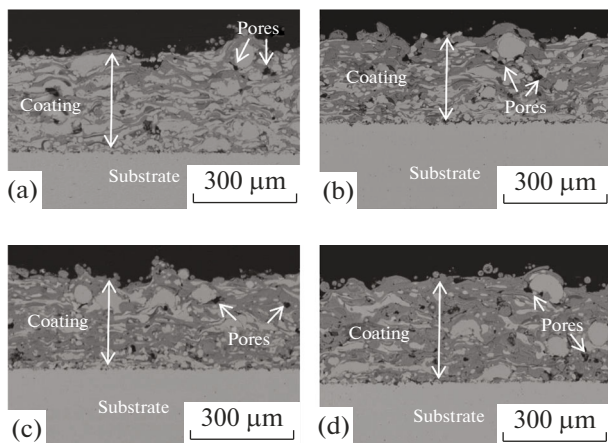 Pores
Coating
Substrate
300 μm
(a)
Coating
Pores
Substrate
300 μm
(b)
Coating
Pores
Substrate
300 μm
(c)
Coating
Pores
Substrate
300 μm
(d)